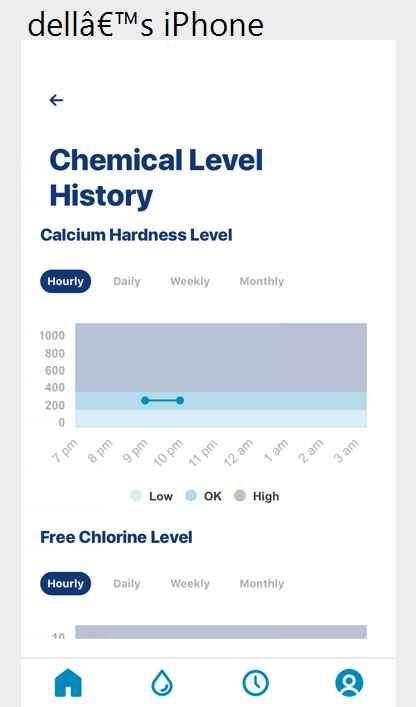 dellâ€™s iPhone
Chemical Level
History
Calcium Hardness Level
Hourly Daily Weekly Monthly
1000
800
600
400
200
0
7 pm 8 pm 9 pm 10 pm 11 pm 12 am 1 am 2 am 3 am
Low OK High
Free Chlorine Level
Hourly Daily Weekly Monthly
10